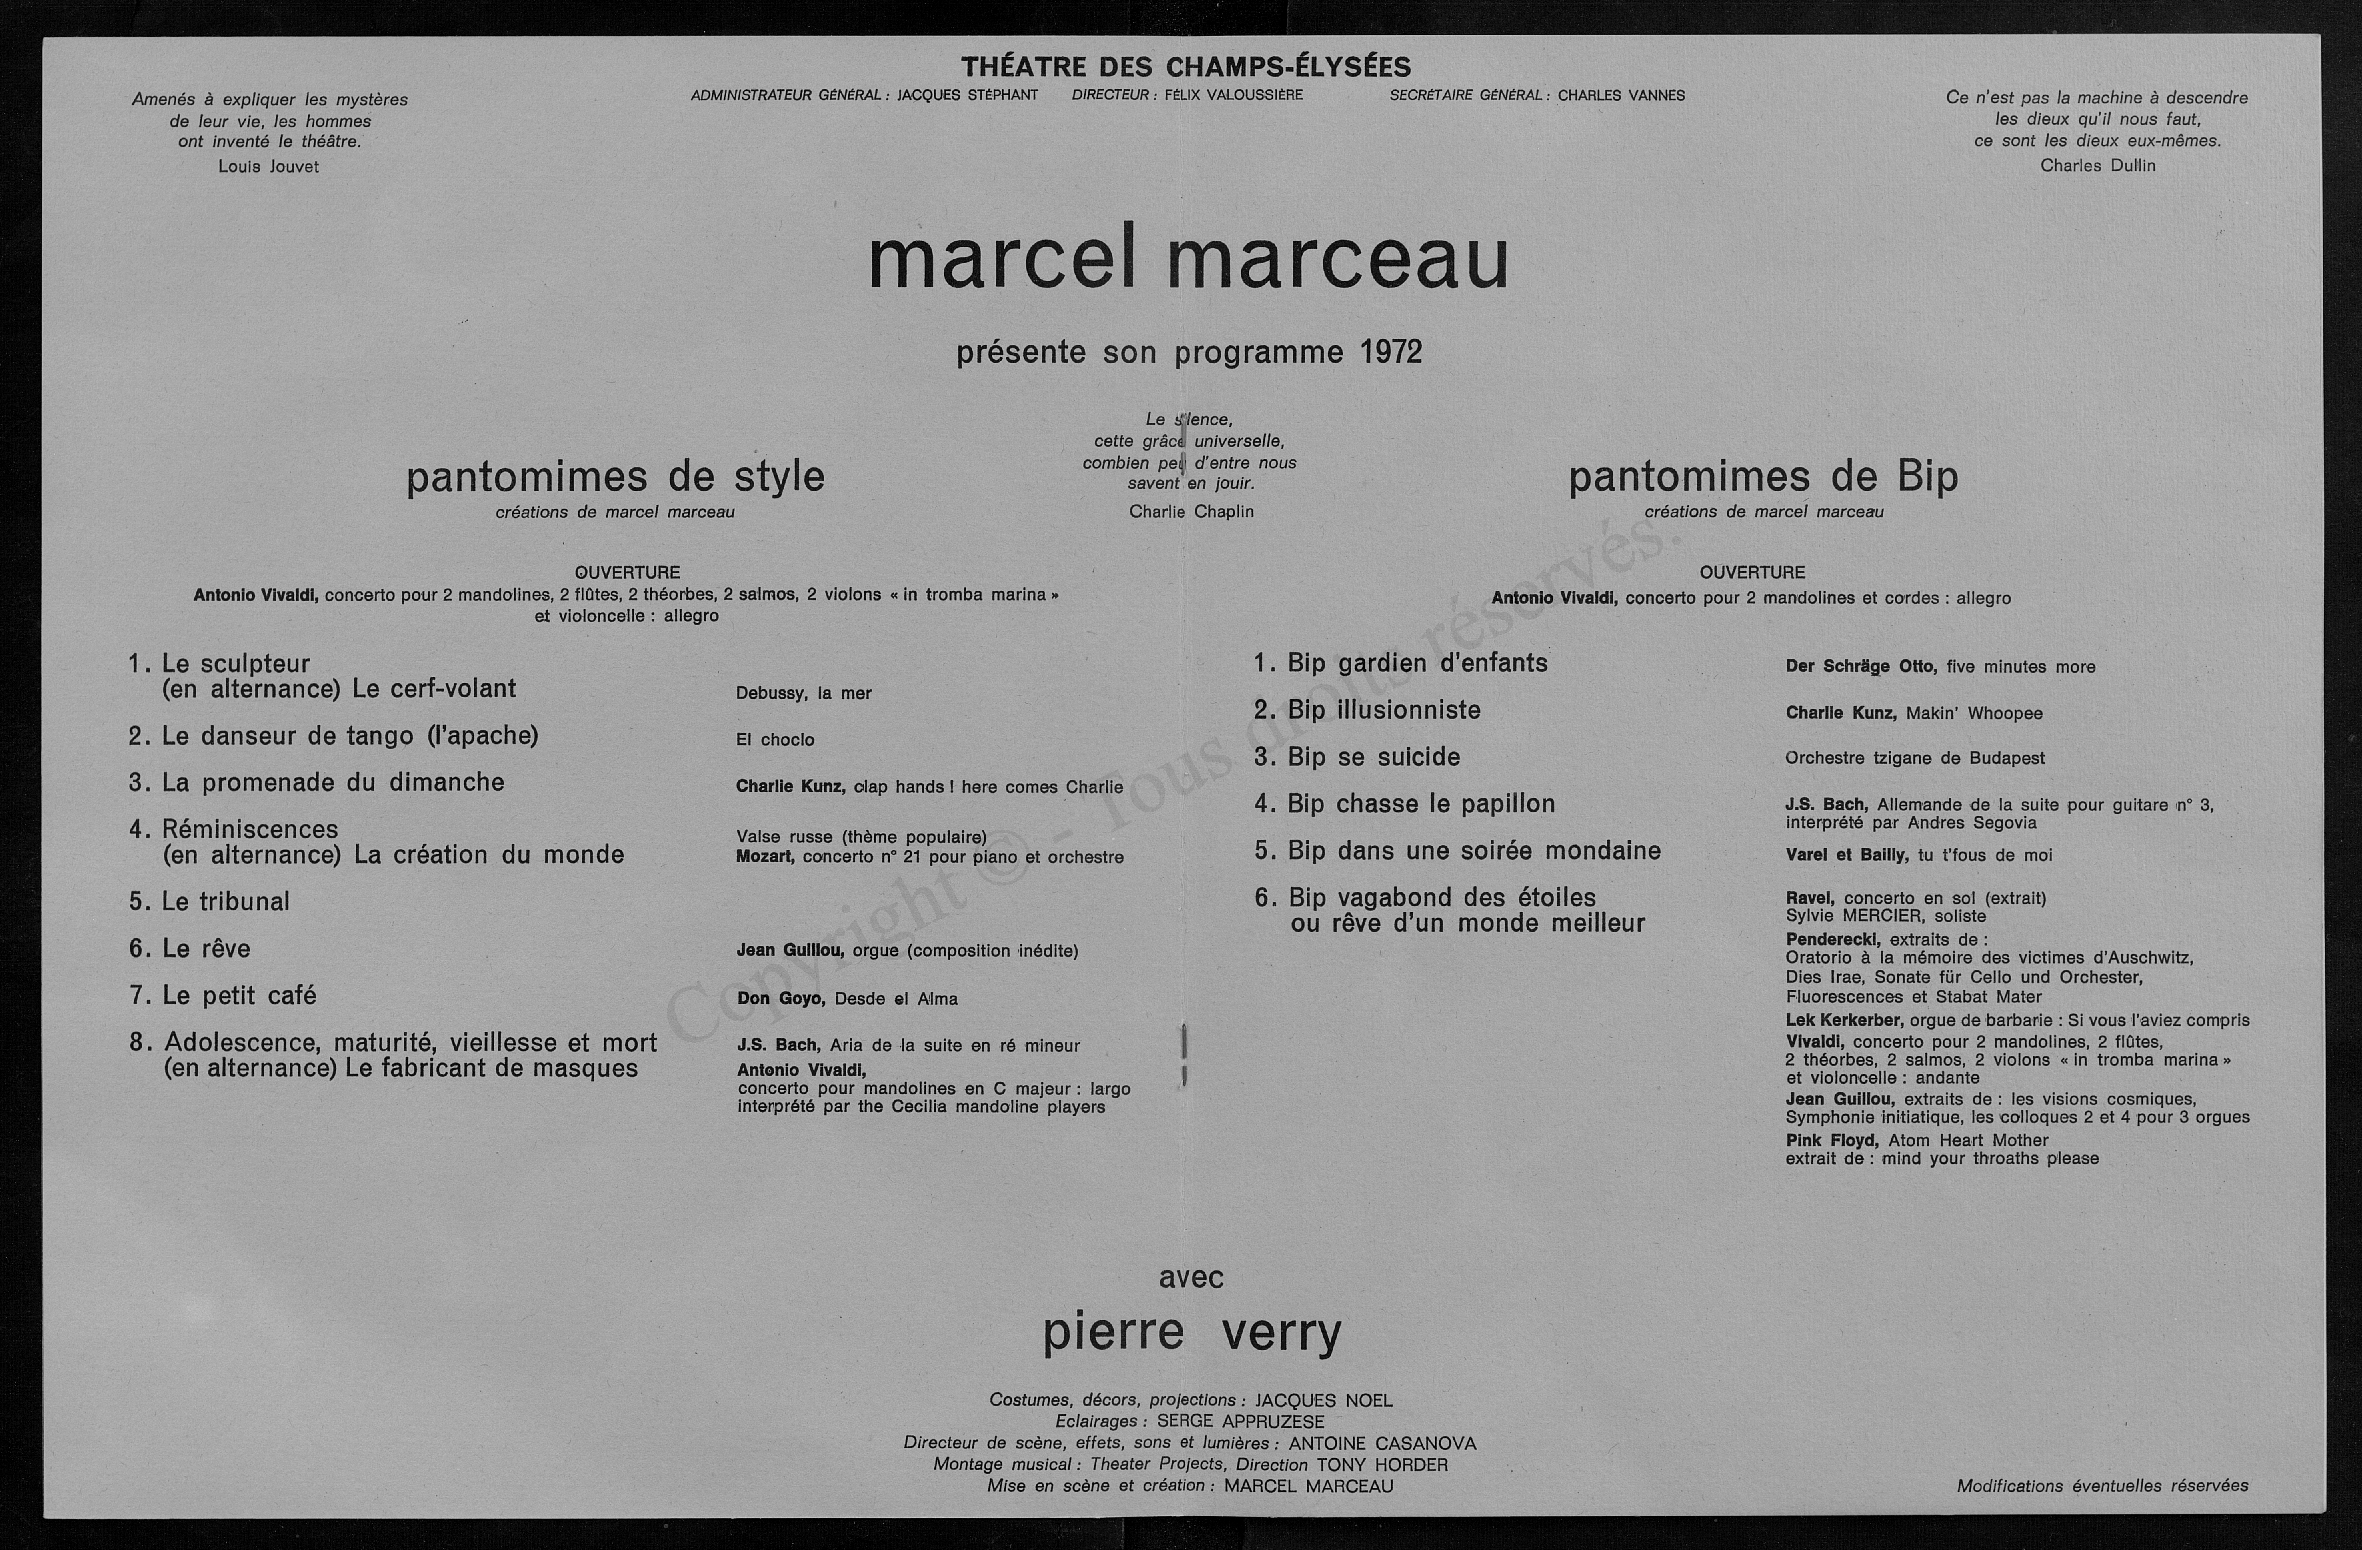 THÉATRE DES CHAMPS-ÉLYSÉES
ADMINISTRATEUR GÉNÉRAL : JACQUES STÉPHANT DIRECTEUR : FÉLIX VALOUSSIÈRE SECRÉTAIRE GÉNÉRAL : CHARLES VANNES
Amenés à expliquer les mystères
de leur vie, les hommes
ont inventé le théâtre.
Louis Jouvet
Ce n'est pas la machine à descendre
les dieux qu'il nous faut,
ce sont les dieux eux-mêmes.
Charles Dullin
marcel marceau
présente son programme 1972
Le silence,
cette grâce universelle,
combien peu d'entre nous
savent en jouir.
Charlie Chaplin
pantomimes de style
créations de marcel marceau
OUVERTURE
Antonio Vivaldi, concerto pour 2 mandolines, 2 flûtes, 2 théorbes, 2 salmos, 2 violons « in tromba marina »
et violoncelle : allegro
1. Le sculpteur
(en alternance) Le cerf-volant Debussy, la mer
2. Le danseur de tango (l'apache) El choclo
3. La promenade du dimanche Charlie Kunz, clap hands ! here comes Charlie
4. Réminiscences Valse russe (thème populaire)
(en alternance) La création du monde Mozart, concerto n° 21 pour piano et orchestre
5. Le tribunal
6. Le rêve Jean Guillou, orgue (composition inédite)
7. Le petit café Don Goyo, Desde el Alma
8. Adolescence, maturité, vieillesse et mort J.S. Bach, Aria de la suite en ré mineur
(en alternance) Le fabricant de masques Antonio Vivaldi,
concerto pour mandolines en C majeur : largo
interprété par the Cecilia mandoline players
pantomimes de Bip
créations de marcel marceau
OUVERTURE
Antonio Vivaldi, concerto pour 2 mandolines et cordes : allegro
1. Bip gardien d'enfants Der Schräge Otto, five minutes more
2. Bip illusionniste Charlie Kunz, Makin' Whoopee
3. Bip se suicide Orchestre tzigane de Budapest
4. Bip chasse le papillon J.S. Bach, Allemande de la suite pour guitare n° 3,
interprété par Andres Segovia
5. Bip dans une soirée mondaine Varel et Bailly, tu t'fous de moi
6. Bip vagabond des étoiles Ravel, concerto en sol (extrait)
ou rêve d'un monde meilleur Sylvie MERCIER, soliste
Penderecki, extraits de :
Oratorio à la mémoire des victimes d'Auschwitz,
Dies Irae, Sonate für Cello und Orchester,
Fluorescences et Stabat Mater
Lek Kerkerber, orgue de barbarie : Si vous l'aviez compris
Vivaldi, concerto pour 2 mandolines, 2 flûtes,
2 théorbes, 2 salmos, 2 violons « in tromba marina »
et violoncelle : andante
Jean Guillou, extraits de : les visions cosmiques,
Symphonie initiatique, les colloques 2 et 4 pour 3 orgues
Pink Floyd, Atom Heart Mother
extrait de : mind your throaths please
avec
pierre verry
Costumes, décors, projections : JACQUES NOEL
Eclairages : SERGE APPRUZESE
Directeur de scène, effets, sons et lumières : ANTOINE CASANOVA
Montage musical : Theater Projects, Direction TONY HORDER
Mise en scène et création : MARCEL MARCEAU
Modifications éventuelles réservées
Copyright © - Tous droits réservés.